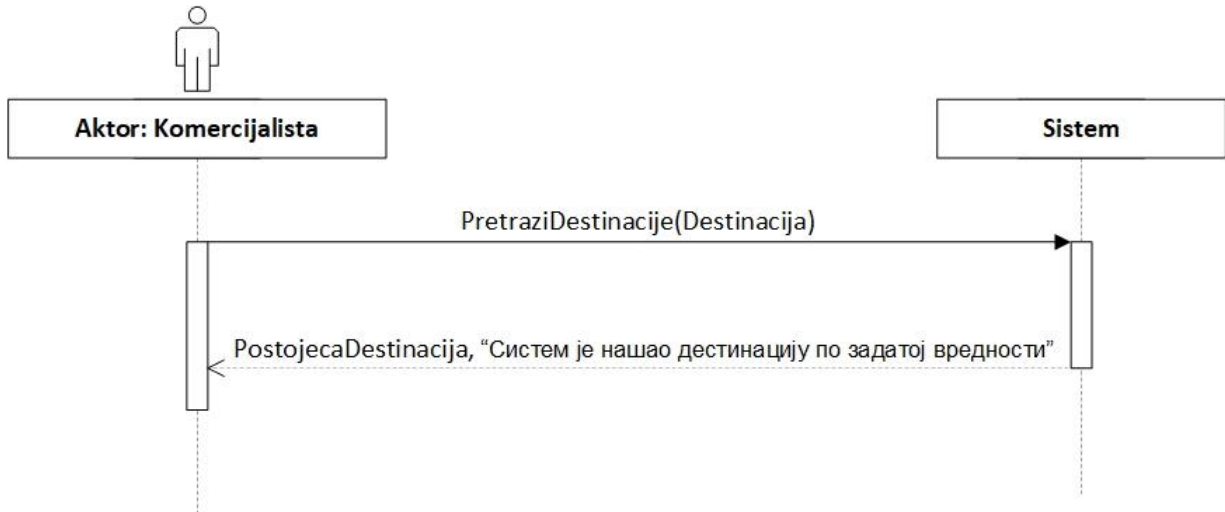 Aktor: Komercijalista
Sistem
PretraziDestinacije(Destinacija)
PostojecaDestinacija, “Систем је нашао дестинацију по задатој вредности”